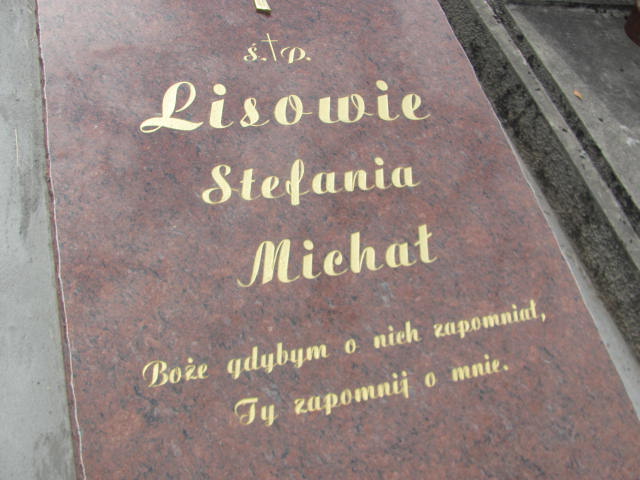 ś.†p.
Lisowie
Stefania
Michał
Boże gdybym o nich zapomniał,
Ty zapomnij o mnie.